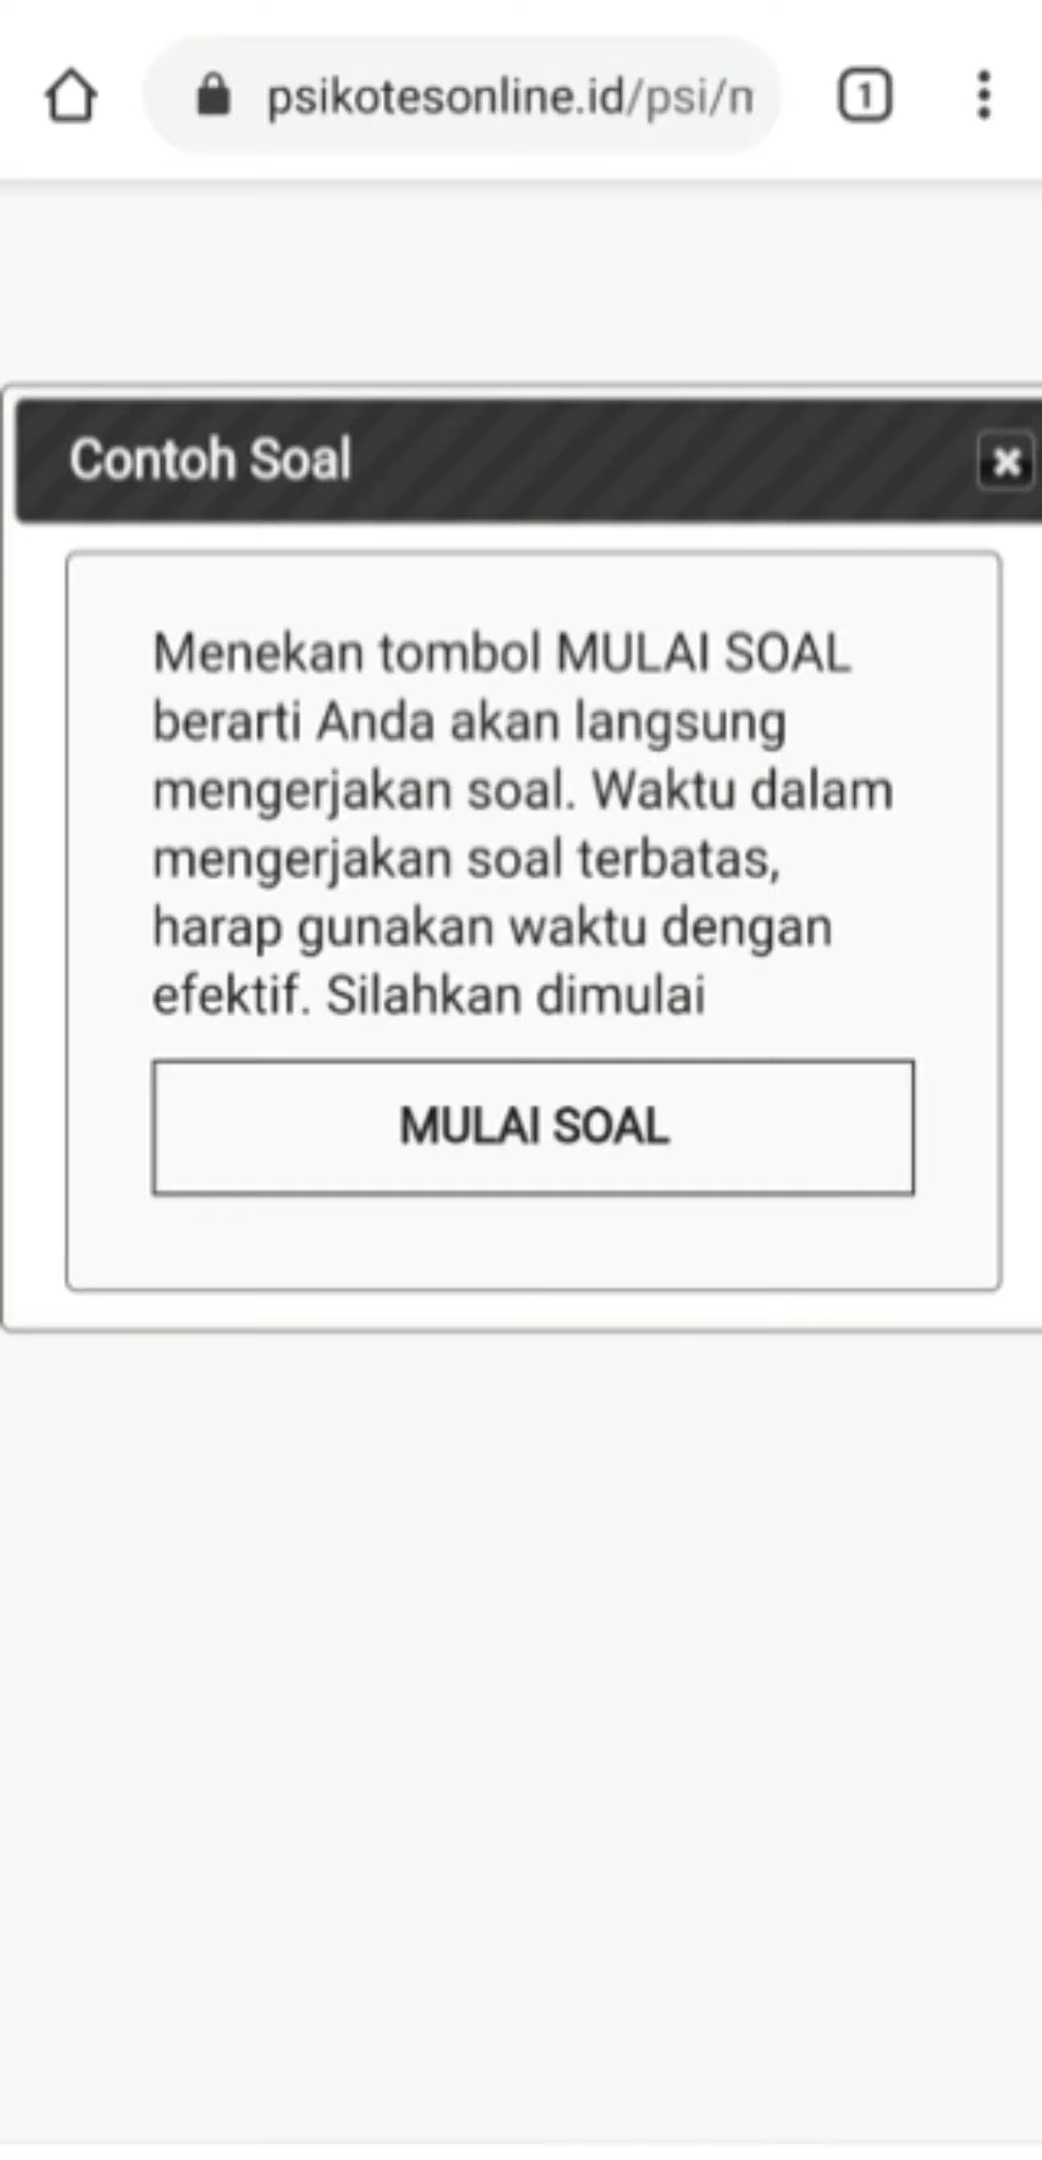 psikotesonline.id/psi/n
1
Contoh Soal
Menekan tombol MULAI SOAL
berarti Anda akan langsung
mengerjakan soal. Waktu dalam
mengerjakan soal terbatas,
harap gunakan waktu dengan
efektif. Silahkan dimulai
MULAI SOAL